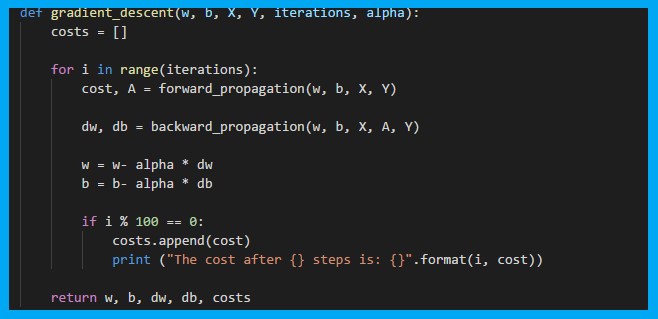 def gradient_descent(w, b, X, Y, iterations, alpha):
costs = []
for i in range(iterations):
cost, A = forward_propagation(w, b, X, Y)
dw, db = backward_propagation(w, b, X, A, Y)
w = w- alpha * dw
b = b- alpha * db
if i % 100 == 0:
costs.append(cost)
print ("The cost after {} steps is: {}".format(i, cost))
return w, b, dw, db, costs